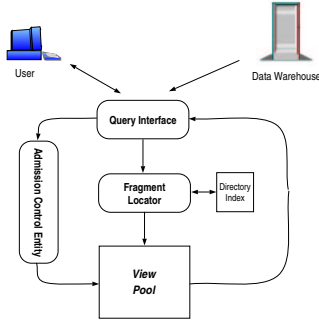 User
Data Warehouse
Query Interface
Admission Control Entity
Fragment
Locator
Directory
Index
View
Pool